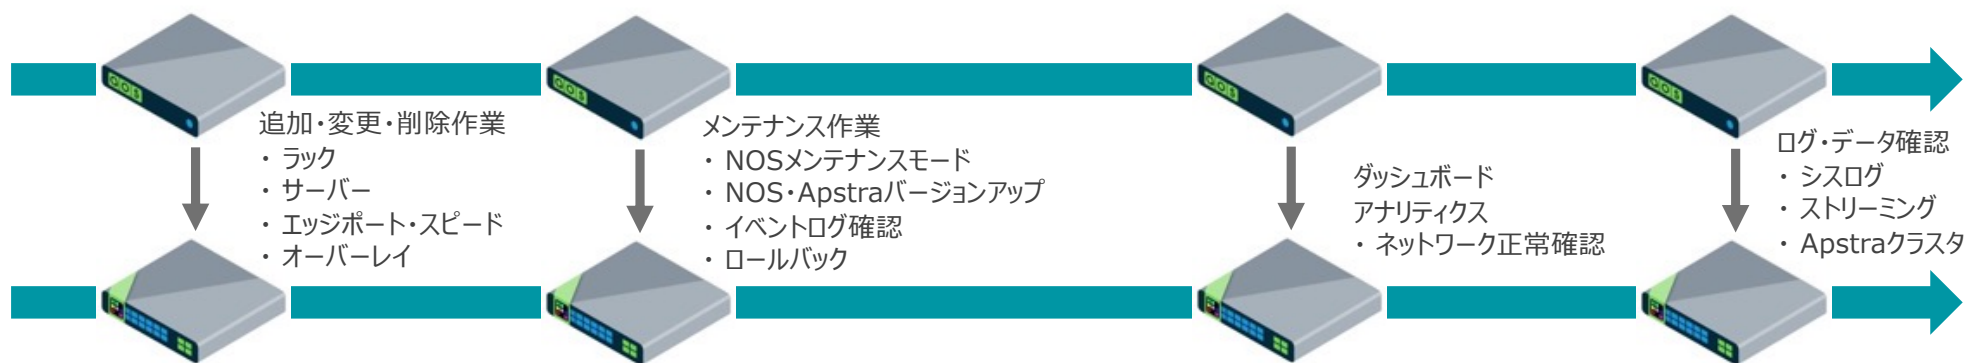 追加・変更・削除作業
・ ラック
・ サーバー
・ エッジポート・スピード
・ オーバーレイ
メンテナンス作業
・ NOSメンテナンスモード
・ NOS・Apstraバージョンアップ
・ イベントログ確認
・ ロールバック
ダッシュボード
アナリティクス
・ ネットワーク正常確認
ログ・データ確認
・ シスログ
・ ストリーミング
・ Apstraクラスタ